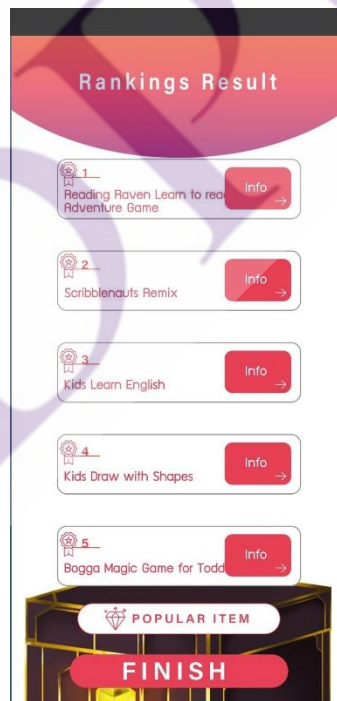 Rankings Result
1
Info
Reading Raven Learn to read
Adventure Game
2
Info
Scribblenauts Remix
3
Info
Kids Learn English
4
Info
Kids Draw with Shapes
5
Info
Bogga Magic Game for Todd
POPULAR ITEM
FINISH